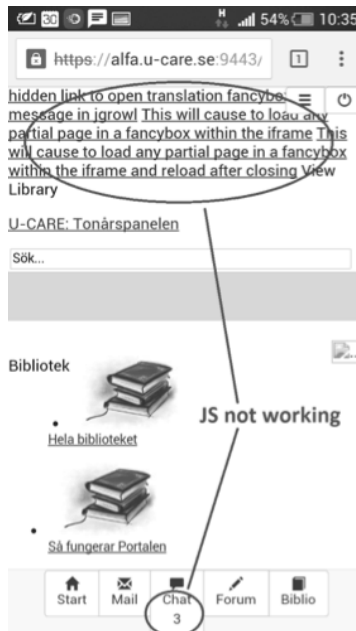 30 H 54% 10:35
https://alfa.u-care.se:9443/ 1
hidden link to open translation fancybo
message in jgrowl This will cause to load any
partial page in a fancybox within the iframe This
will cause to load any partial page in a fancybox
within the iframe and reload after closing View
Library
U-CARE: Tonårspanelen
Sök...
Bibliotek
JS not working
Hela biblioteket
Så fungerar Portalen
Start Mail Chat Forum Biblio
3